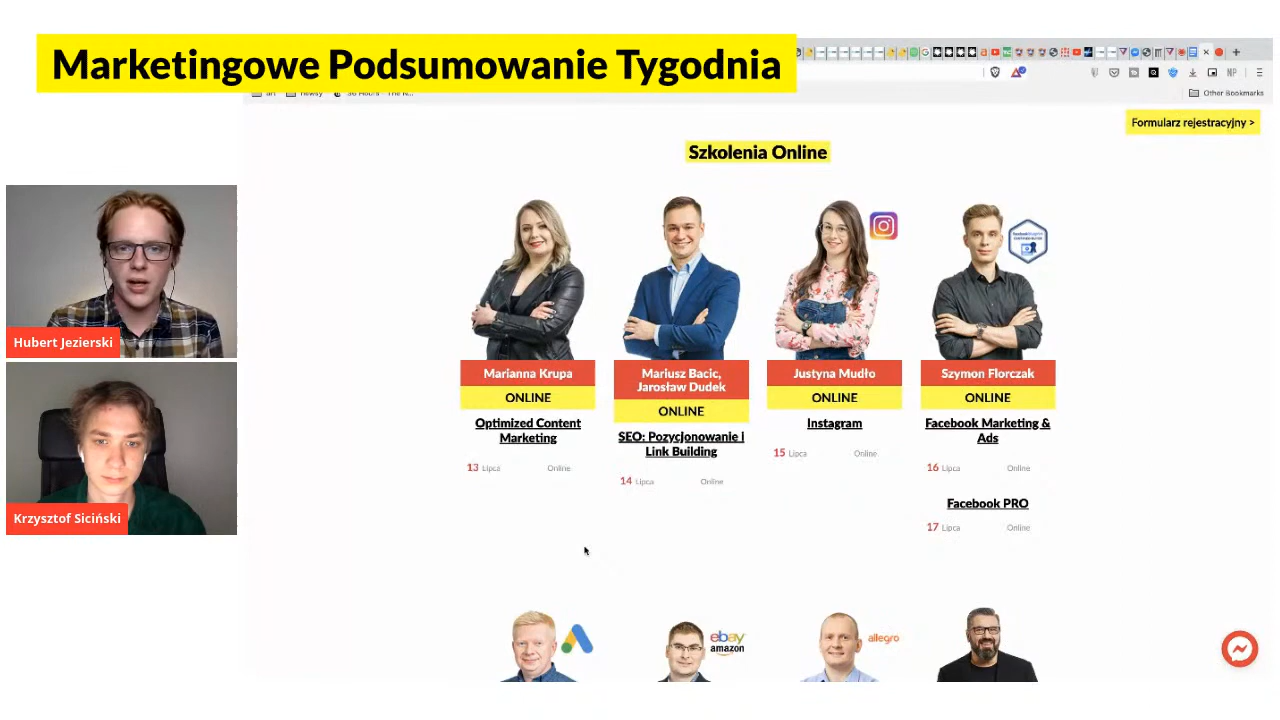 Marketingowe Podsumowanie Tygodnia
NP
Other Bookmarks
Formularz rejestracyjny >
Szkolenia Online
Hubert Jezierski
Krzysztof Siciński
Marianna Krupa
ONLINE
Optimized Content
Marketing
13 Lipca Online
Mariusz Bacic,
Jarosław Dudek
ONLINE
SEO: Pozycjonowanie i
Link Building
14 Lipca Online
Justyna Mudło
ONLINE
Instagram
15 Lipca Online
Szymon Florczak
ONLINE
Facebook Marketing &
Ads
16 Lipca Online
Facebook PRO
17 Lipca Online
ebay
amazon
allegro